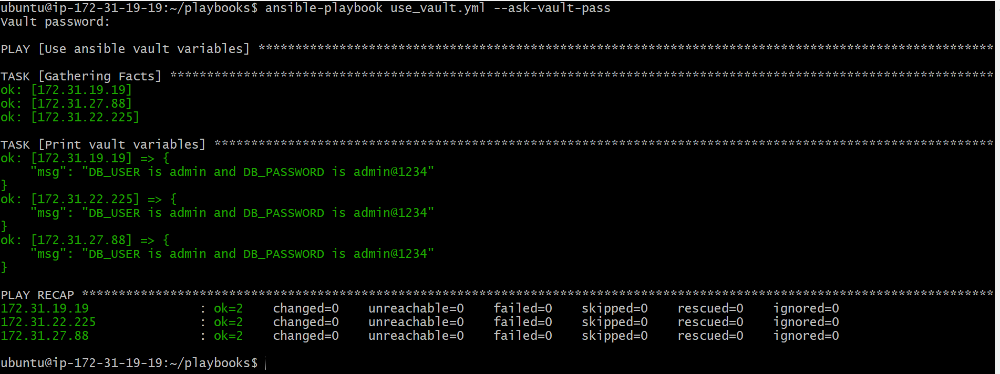 ubuntu@ip-172-31-19-19:~/playbooks$ ansible-playbook use_vault.yml --ask-vault-pass
Vault password:
PLAY [Use ansible vault variables] ****************************************************************************************************
TASK [Gathering Facts] ****************************************************************************************************************
ok: [172.31.19.19]
ok: [172.31.27.88]
ok: [172.31.22.225]
TASK [Print vault variables] **********************************************************************************************************
ok: [172.31.19.19] => {
    "msg": "DB_USER is admin and DB_PASSWORD is admin@1234"
}
ok: [172.31.22.225] => {
    "msg": "DB_USER is admin and DB_PASSWORD is admin@1234"
}
ok: [172.31.27.88] => {
    "msg": "DB_USER is admin and DB_PASSWORD is admin@1234"
}
PLAY RECAP ****************************************************************************************************************************
172.31.19.19               : ok=2    changed=0    unreachable=0    failed=0    skipped=0    rescued=0    ignored=0
172.31.22.225              : ok=2    changed=0    unreachable=0    failed=0    skipped=0    rescued=0    ignored=0
172.31.27.88               : ok=2    changed=0    unreachable=0    failed=0    skipped=0    rescued=0    ignored=0
ubuntu@ip-172-31-19-19:~/playbooks$